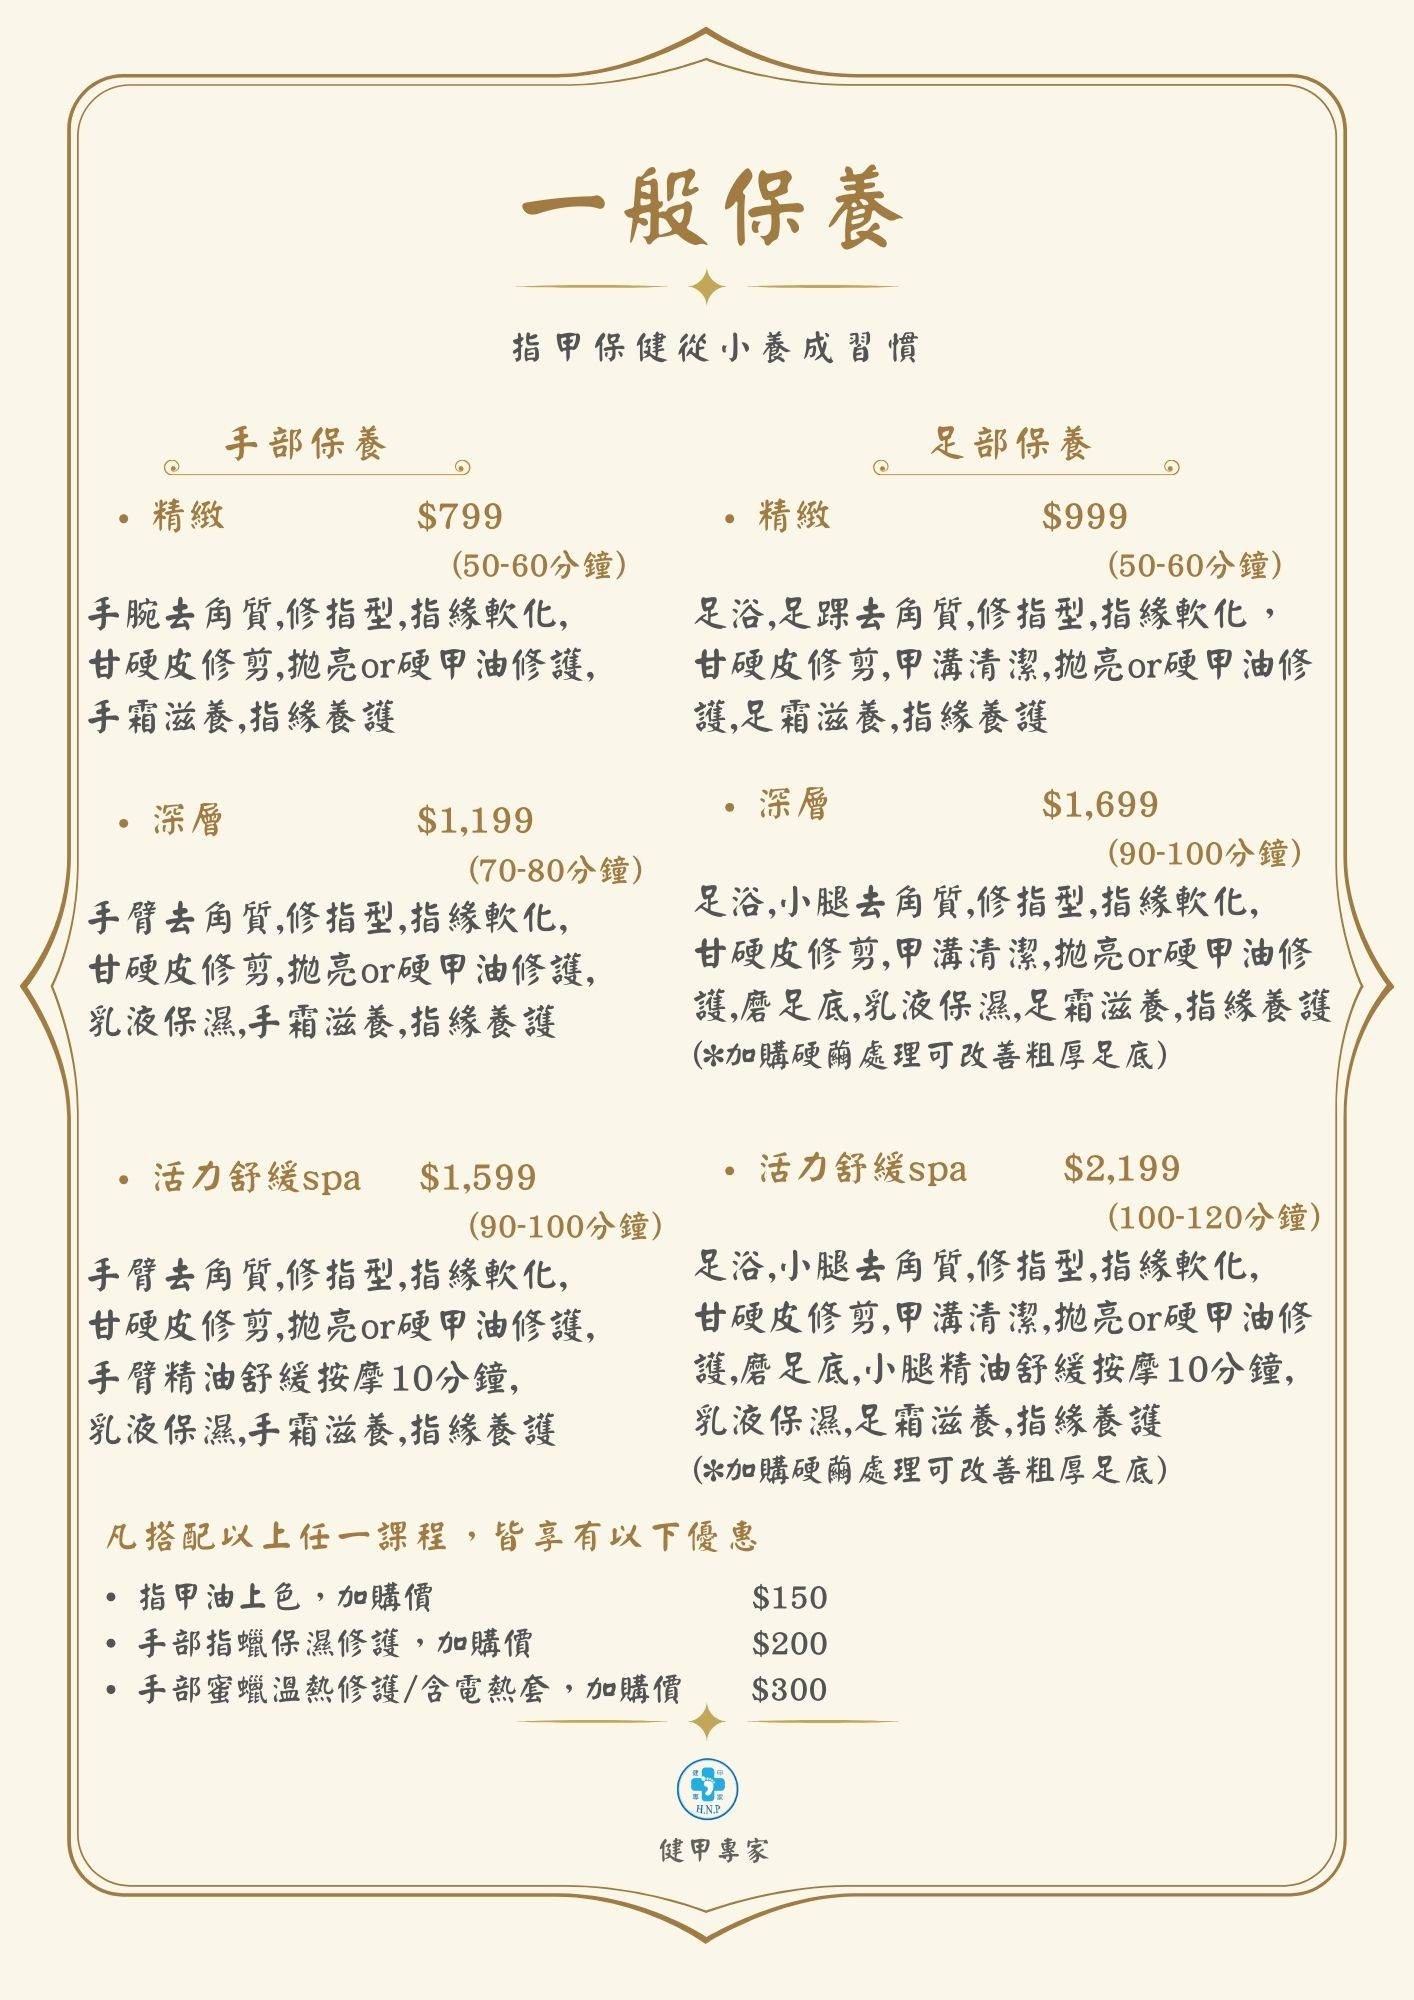 一般保養
指甲保健從小養成習慣
手部保養
• 精緻 $799
(50-60分鐘)
手腕去角質,修指型,指緣軟化,
甘硬皮修剪,拋亮or硬甲油修護,
手霜滋養,指緣養護
• 深層 $1,199
(70-80分鐘)
手臂去角質,修指型,指緣軟化,
甘硬皮修剪,拋亮or硬甲油修護,
乳液保濕,手霜滋養,指緣養護
• 活力舒緩spa $1,599
(90-100分鐘)
手臂去角質,修指型,指緣軟化,
甘硬皮修剪,拋亮or硬甲油修護,
手臂精油舒緩按摩10分鐘,
乳液保濕,手霜滋養,指緣養護
足部保養
• 精緻 $999
(50-60分鐘)
足浴,足踝去角質,修指型,指緣軟化，
甘硬皮修剪,甲溝清潔,拋亮or硬甲油修
護,足霜滋養,指緣養護
• 深層 $1,699
(90-100分鐘)
足浴,小腿去角質,修指型,指緣軟化,
甘硬皮修剪,甲溝清潔,拋亮or硬甲油修
護,磨足底,乳液保濕,足霜滋養,指緣養護
(✻加購硬繭處理可改善粗厚足底)
• 活力舒緩spa $2,199
(100-120分鐘)
足浴,小腿去角質,修指型,指緣軟化,
甘硬皮修剪,甲溝清潔,拋亮or硬甲油修
護,磨足底,小腿精油舒緩按摩10分鐘,
乳液保濕,足霜滋養,指緣養護
(✻加購硬繭處理可改善粗厚足底)
凡搭配以上任一課程，皆享有以下優惠
• 指甲油上色，加購價 $150
• 手部指蠟保濕修護，加購價 $200
• 手部蜜蠟溫熱修護/含電熱套，加購價 $300
健甲
專家
H.N.P
健甲專家